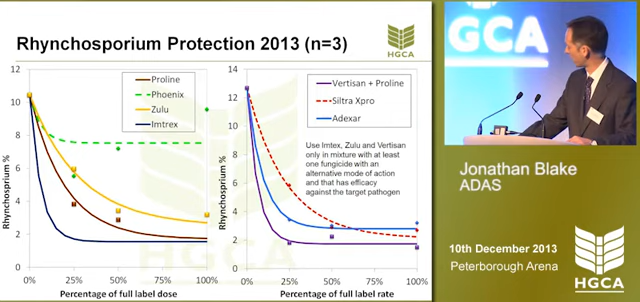 Rhynchosporium Protection 2013 (n=3)
HGCA
12
10
8
6
4
2
0
Rhynchosprium %
Proline
Phoenix
Zulu
Imtrex
0%
25%
50%
75%
100%
Percentage of full label dose
14
12
10
8
6
4
2
0
Rhynchosprium %
Vertisan + Proline
Siltra Xpro
Adexar
Use Imtex, Zulu and Vertisan
only in mixture with at least
one fungicide with an
alternative mode of action
and that has efficacy
against the target pathogen
0%
25%
50%
75%
100%
Percentage of full label rate
HGCA
Jonathan Blake
ADAS
10th December 2013
Peterborough Arena
HGCA